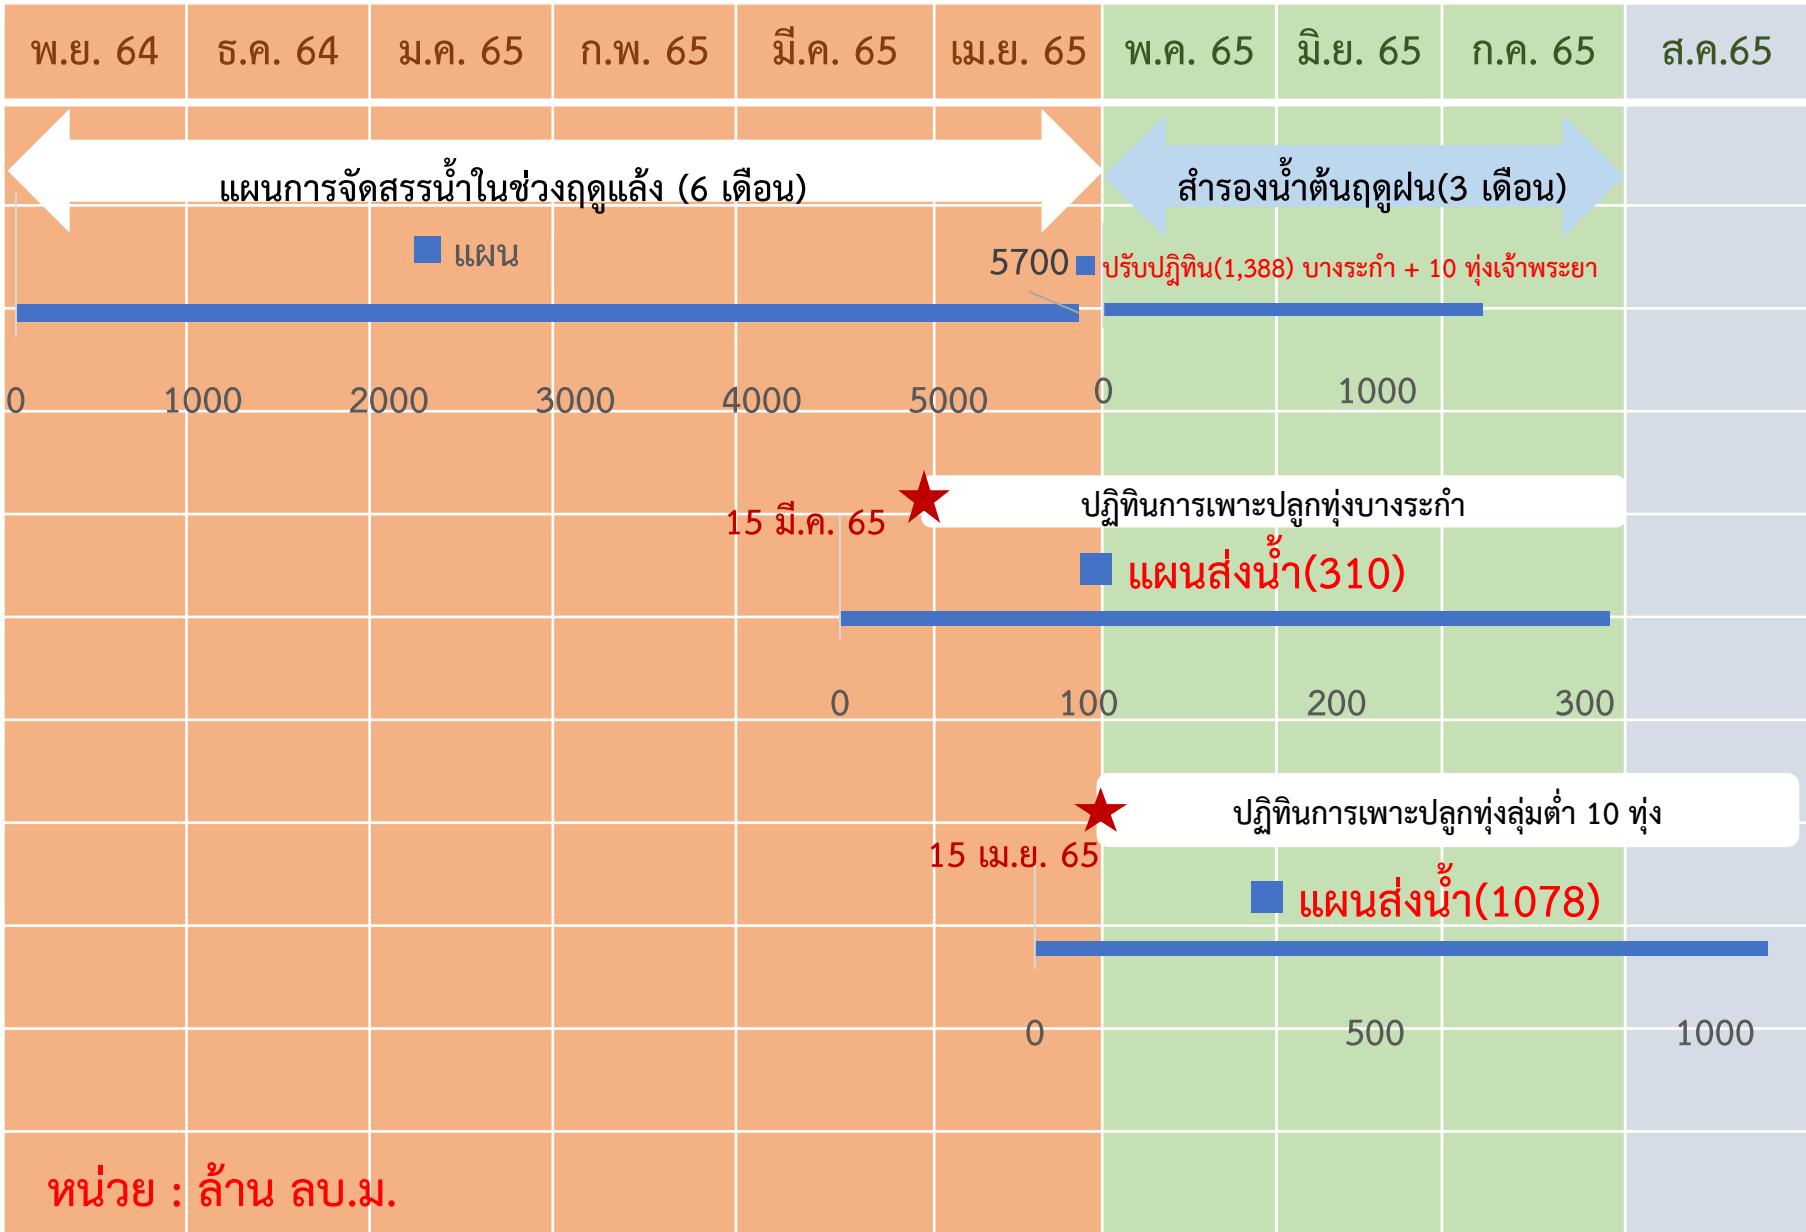 พ.ย. 64 ธ.ค. 64 ม.ค. 65 ก.พ. 65 มี.ค. 65 เม.ย. 65 พ.ค. 65 มิ.ย. 65 ก.ค. 65 ส.ค.65
แผนการจัดสรรน้ำในช่วงฤดูแล้ง (6 เดือน)
สำรองน้ำต้นฤดูฝน(3 เดือน)
แผน
5700
ปรับปฎิทิน(1,388) บางระกำ + 10 ทุ่งเจ้าพระยา
0 1000 2000 3000 4000 5000
0 1000
ปฏิทินการเพาะปลูกทุ่งบางระกำ
15 มี.ค. 65
แผนส่งน้ำ(310)
0 100 200 300
ปฏิทินการเพาะปลูกทุ่งลุ่มต่ำ 10 ทุ่ง
15 เม.ย. 65
แผนส่งน้ำ(1078)
0 500 1000
หน่วย : ล้าน ลบ.ม.